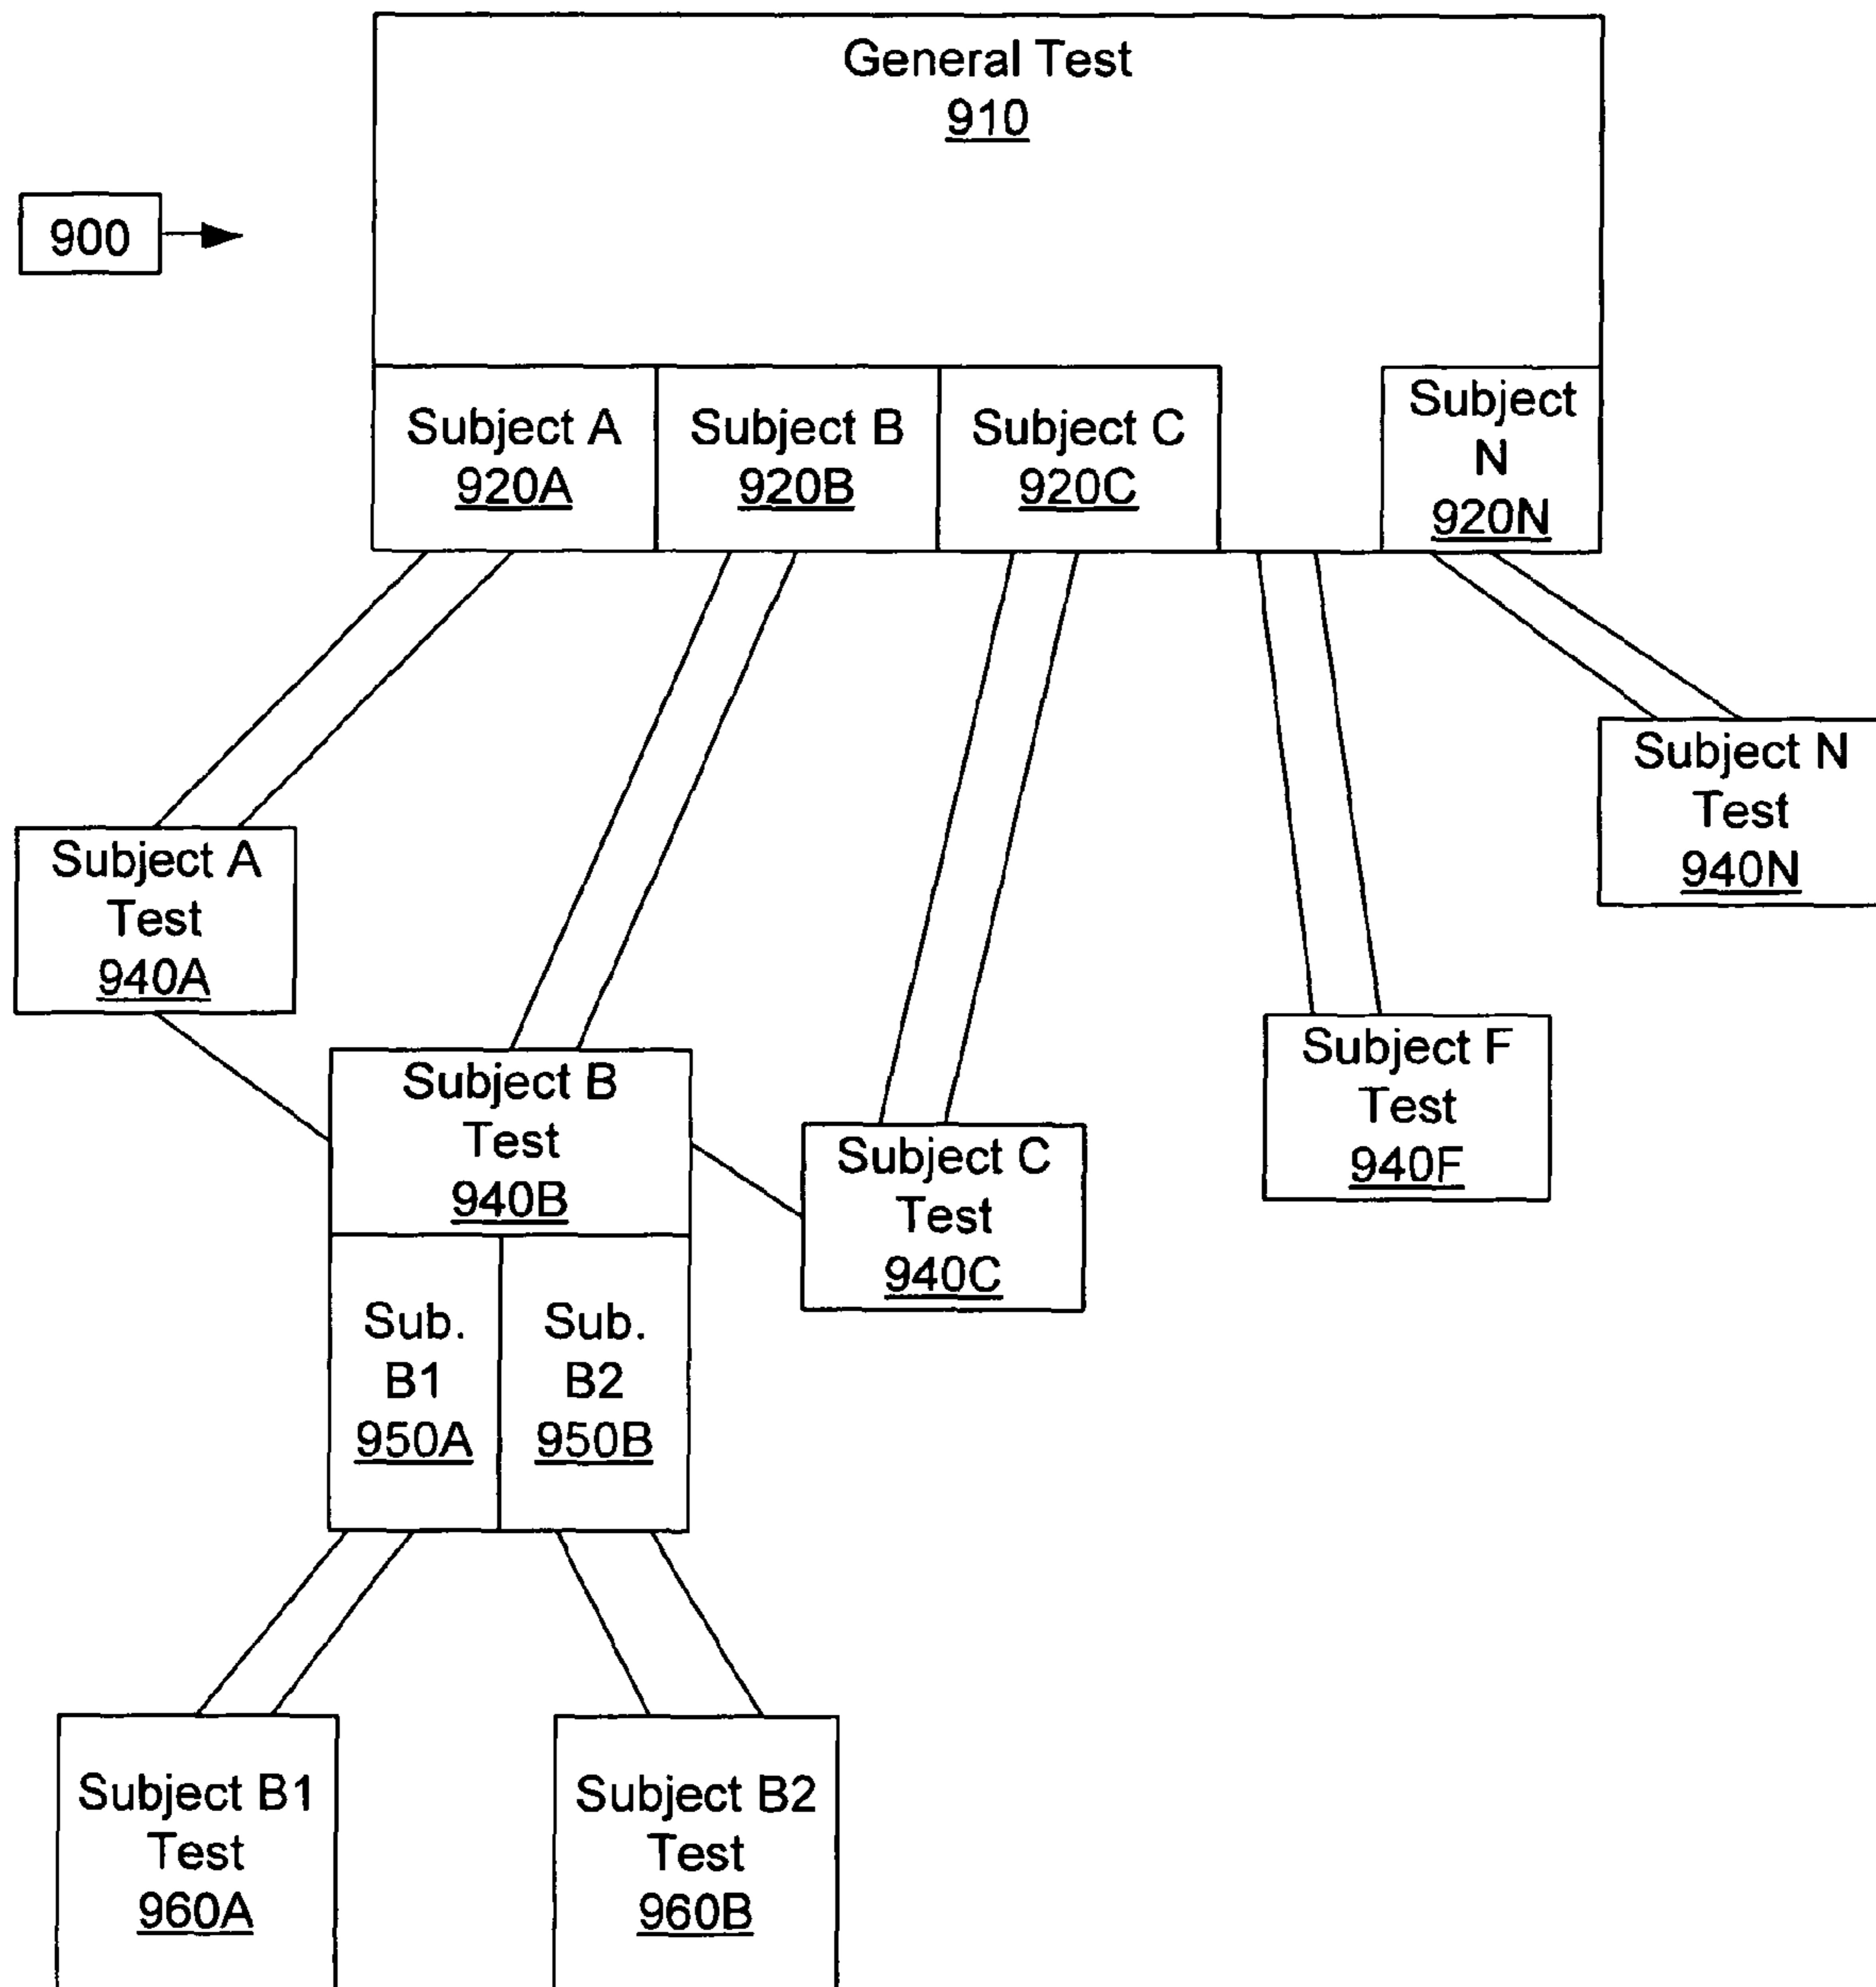 General Test
910
900
Subject A
920A
Subject B
920B
Subject C
920C
Subject
N
920N
Subject N
Test
940N
Subject A
Test
940A
Subject F
Test
940F
Subject B
Test
940B
Subject C
Test
940C
Sub.
B1
950A
Sub.
B2
950B
Subject B1
Test
960A
Subject B2
Test
960B